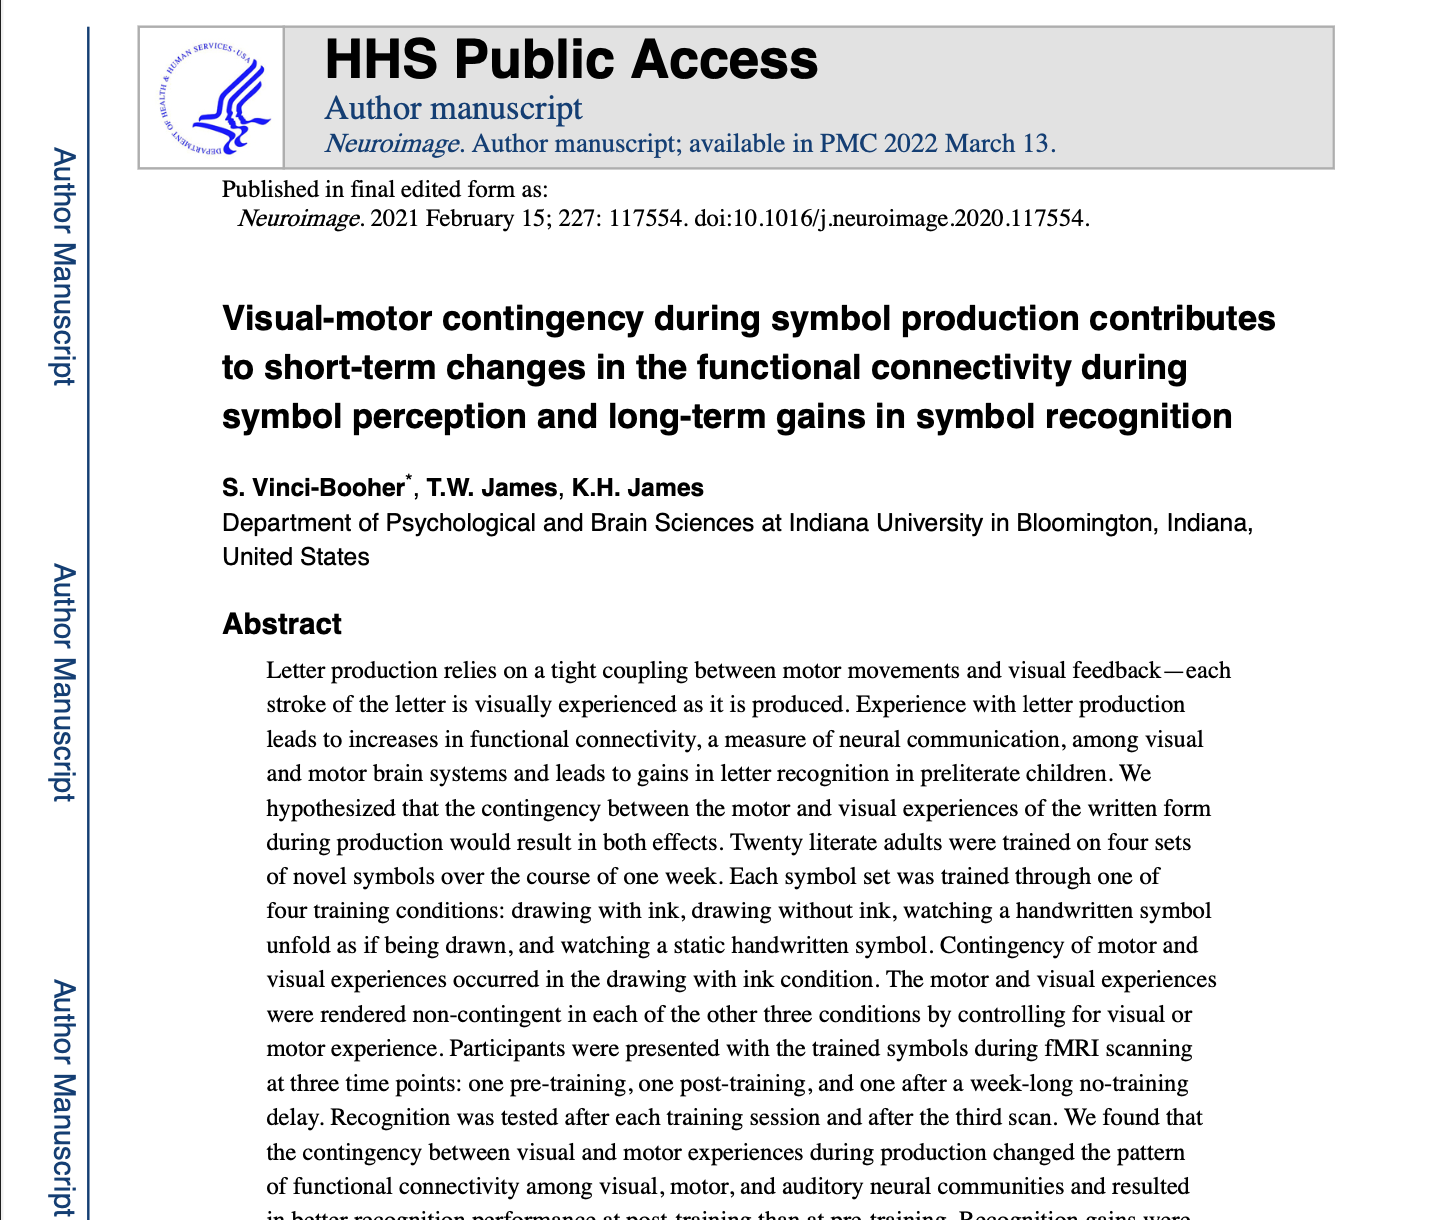 DEPARTMENT OF HEALTH & HUMAN SERVICES · USA
HHS Public Access
Author manuscript
Neuroimage. Author manuscript; available in PMC 2022 March 13.
Published in final edited form as:
Neuroimage. 2021 February 15; 227: 117554. doi:10.1016/j.neuroimage.2020.117554.
Visual-motor contingency during symbol production contributes
to short-term changes in the functional connectivity during
symbol perception and long-term gains in symbol recognition
S. Vinci-Booher*, T.W. James, K.H. James
Department of Psychological and Brain Sciences at Indiana University in Bloomington, Indiana,
United States
Abstract
Letter production relies on a tight coupling between motor movements and visual feedback—each
stroke of the letter is visually experienced as it is produced. Experience with letter production
leads to increases in functional connectivity, a measure of neural communication, among visual
and motor brain systems and leads to gains in letter recognition in preliterate children. We
hypothesized that the contingency between the motor and visual experiences of the written form
during production would result in both effects. Twenty literate adults were trained on four sets
of novel symbols over the course of one week. Each symbol set was trained through one of
four training conditions: drawing with ink, drawing without ink, watching a handwritten symbol
unfold as if being drawn, and watching a static handwritten symbol. Contingency of motor and
visual experiences occurred in the drawing with ink condition. The motor and visual experiences
were rendered non-contingent in each of the other three conditions by controlling for visual or
motor experience. Participants were presented with the trained symbols during fMRI scanning
at three time points: one pre-training, one post-training, and one after a week-long no-training
delay. Recognition was tested after each training session and after the third scan. We found that
the contingency between visual and motor experiences during production changed the pattern
of functional connectivity among visual, motor, and auditory neural communities and resulted
in better recognition performance at post-training than at pre-training. Recognition gains were
Author Manuscript
Author Manuscript
Author Manuscript